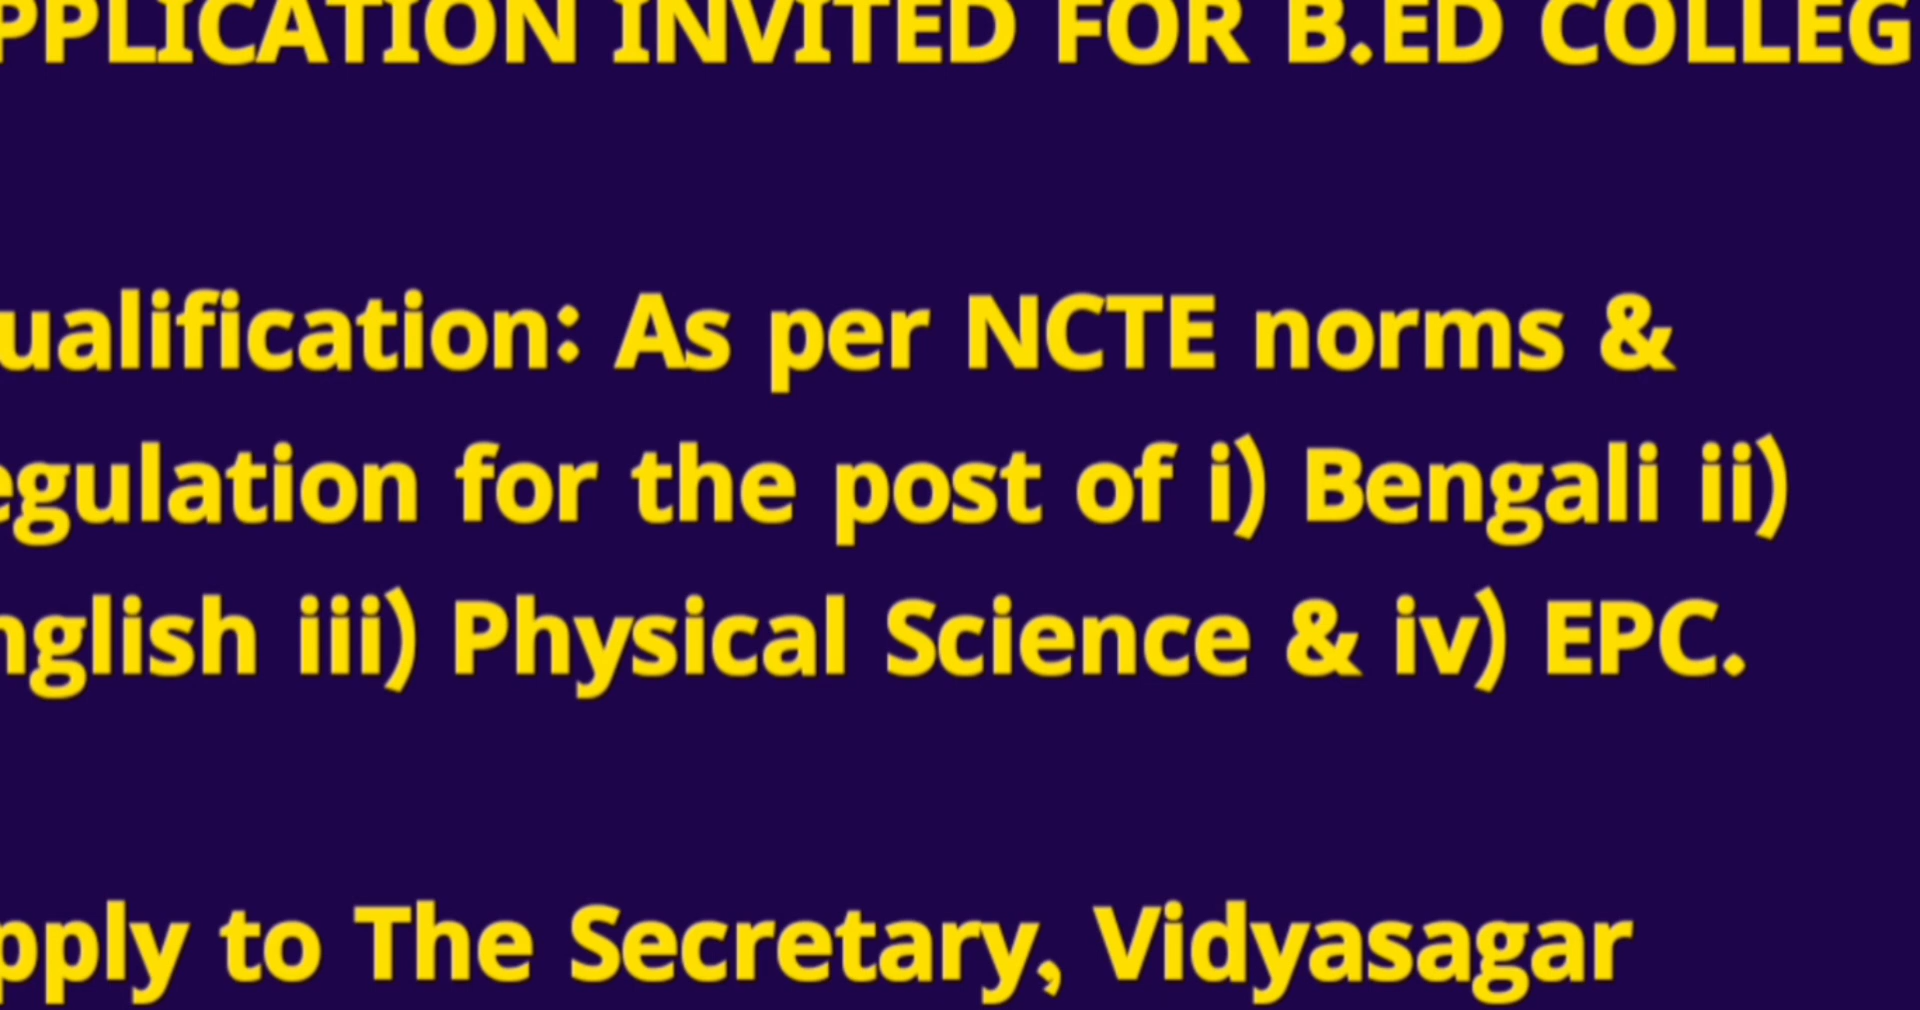 PPLICATION INVITED FOR B.ED COLLEG
ualification: As per NCTE norms &
egulation for the post of i) Bengali ii)
nglish iii) Physical Science & iv) EPC.
pply to The Secretary, Vidyasagar